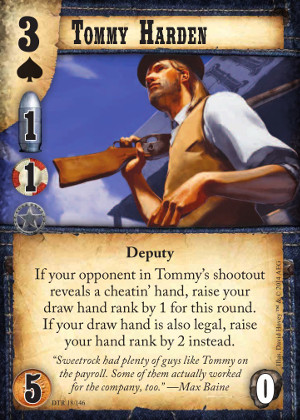 3
TOMMY HARDEN
1
1
Deputy
If your opponent in Tommy's shootout
reveals a cheatin' hand, raise your
draw hand rank by 1 for this round.
If your draw hand is also legal, raise
your hand rank by 2 instead.
"Sweetrock had plenty of guys like Tommy on
the payroll. Some of them actually worked
for the company, too." —Max Baine
5
DTR 18/146
0